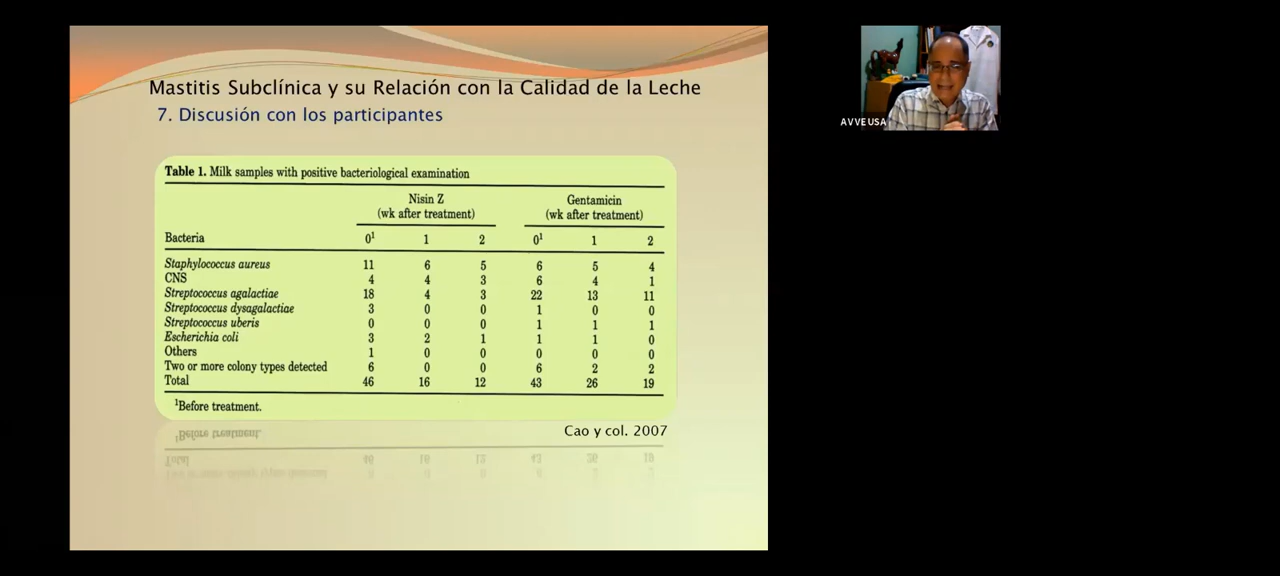 Mastitis Subclínica y su Relación con la Calidad de la Leche
7. Discusión con los participantes
AVVEUSA
Table 1. Milk samples with positive bacteriological examination
Nisin Z Gentamicin
(wk after treatment) (wk after treatment)
Bacteria 0¹ 1 2 0¹ 1 2
Staphylococcus aureus 11 6 5 6 5 4
CNS 4 4 3 6 4 1
Streptococcus agalactiae 18 4 3 22 13 11
Streptococcus dysagalactiae 3 0 0 1 0 0
Streptococcus uberis 0 0 0 1 1 1
Escherichia coli 3 2 1 1 1 0
Others 1 0 0 0 0 0
Two or more colony types detected 6 0 0 6 2 2
Total 46 16 12 43 26 19
¹Before treatment.
Cao y col. 2007